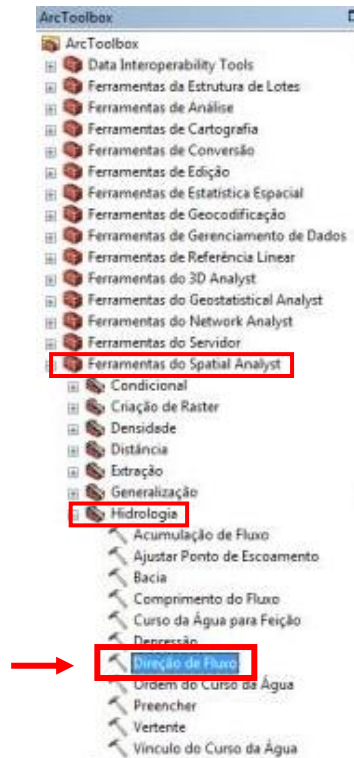 ArcToolbox
ArcToolbox
Data Interoperability Tools
Ferramentas da Estrutura de Lotes
Ferramentas de Análise
Ferramentas de Cartografia
Ferramentas de Conversão
Ferramentas de Edição
Ferramentas de Estatística Espacial
Ferramentas de Geocodificação
Ferramentas de Gerenciamento de Dados
Ferramentas de Referência Linear
Ferramentas do 3D Analyst
Ferramentas do Geostatistical Analyst
Ferramentas do Network Analyst
Ferramentas do Servidor
Ferramentas do Spatial Analyst
Condicional
Criação de Raster
Densidade
Distância
Extração
Generalização
Hidrologia
Acumulação de Fluxo
Ajustar Ponto de Escoamento
Bacia
Comprimento do Fluxo
Curso da Água para Feição
Depressão
Direção de Fluxo
Ordem do Curso da Água
Preencher
Vertente
Vínculo do Curso da Água